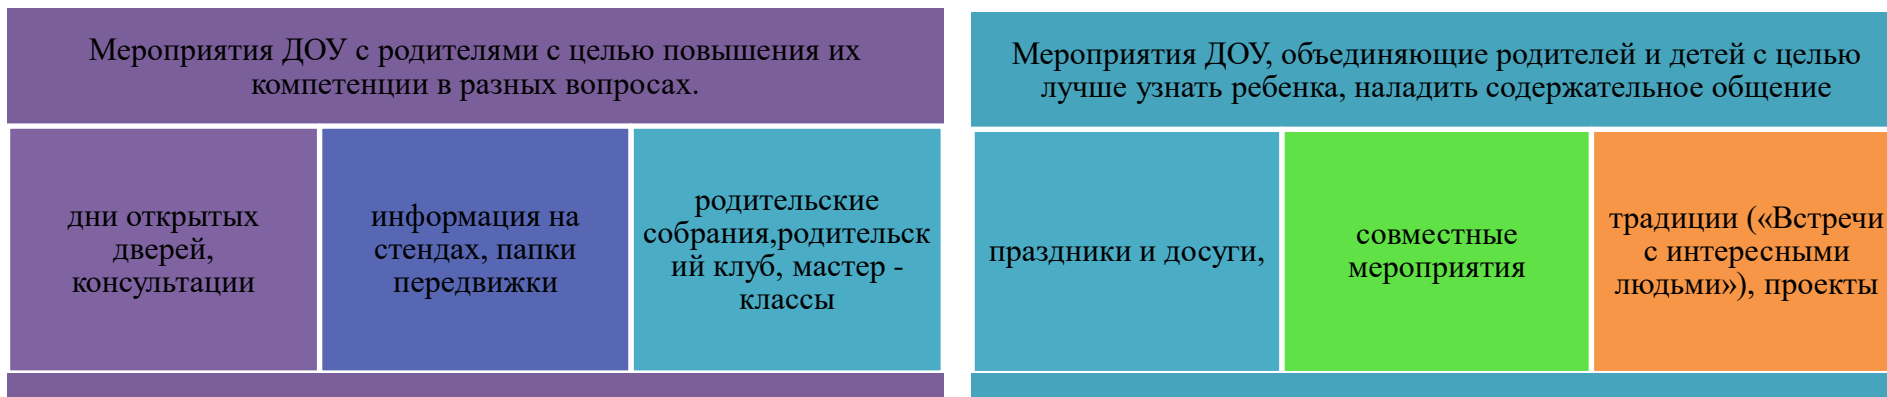 Мероприятия ДОУ с родителями с целью повышения их
компетенции в разных вопросах.
дни открытых
дверей,
консультации
информация на
стендах, папки
передвижки
родительские
собрания,родительск
ий клуб, мастер -
классы
Мероприятия ДОУ, объединяющие родителей и детей с целью
лучше узнать ребенка, наладить содержательное общение
праздники и досуги,
совместные
мероприятия
традиции («Встречи
с интересными
людьми»), проекты